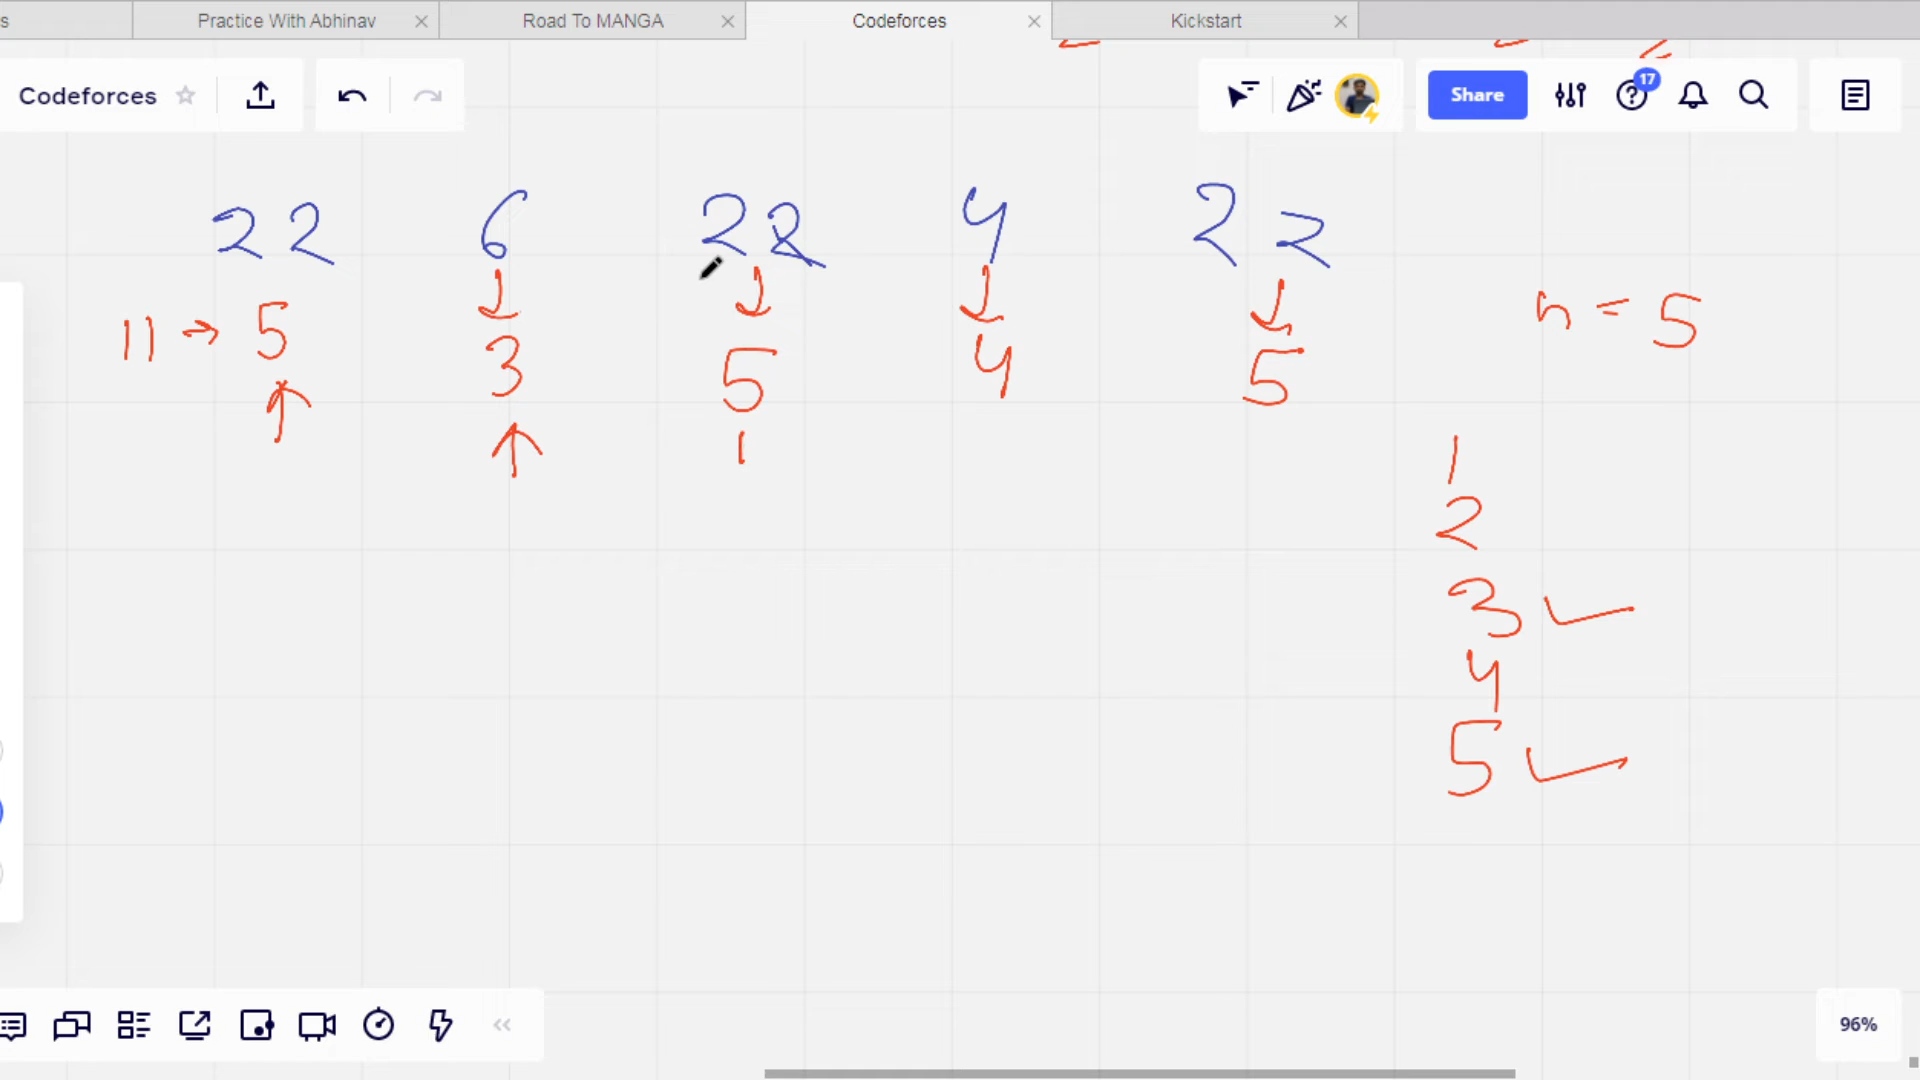 s
Practice With Abhinav
Road To MANGA
Codeforces
Kickstart
Codeforces
17
Share
22 6 22 4 22
11 → 5 3 5 4 5 n = 5
1
1
2
3
4
5
96%